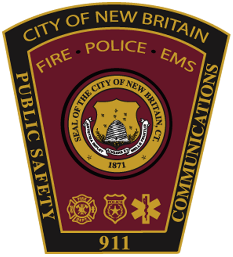 CITY OF NEW BRITAIN
FIRE • POLICE • EMS
PUBLIC SAFETY
COMMUNICATIONS
SEAL OF THE CITY OF NEW BRITAIN, CT.
1871
911